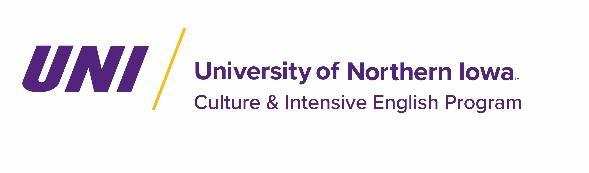 UNI
University of Northern Iowa
Culture & Intensive English Program